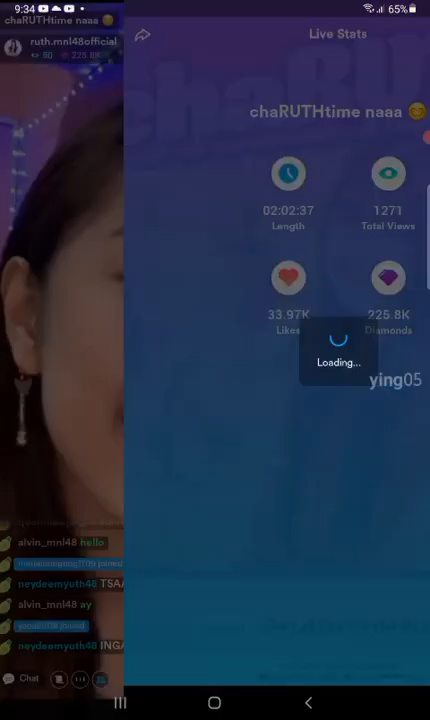 9:34
65%
chaRUTHtime naaa
ruth.mnl48official
50 225.8K
Live Stats
chaRUTHtime naaa
02:02:37
Length
1271
Total Views
33.97K
Likes
225.8K
Diamonds
Loading...
ying05
alvin_mnl48 hello
joined
neydeemyuth48 TSAA
alvin_mnl48 ay
joined
neydeemyuth48 INGA
Chat